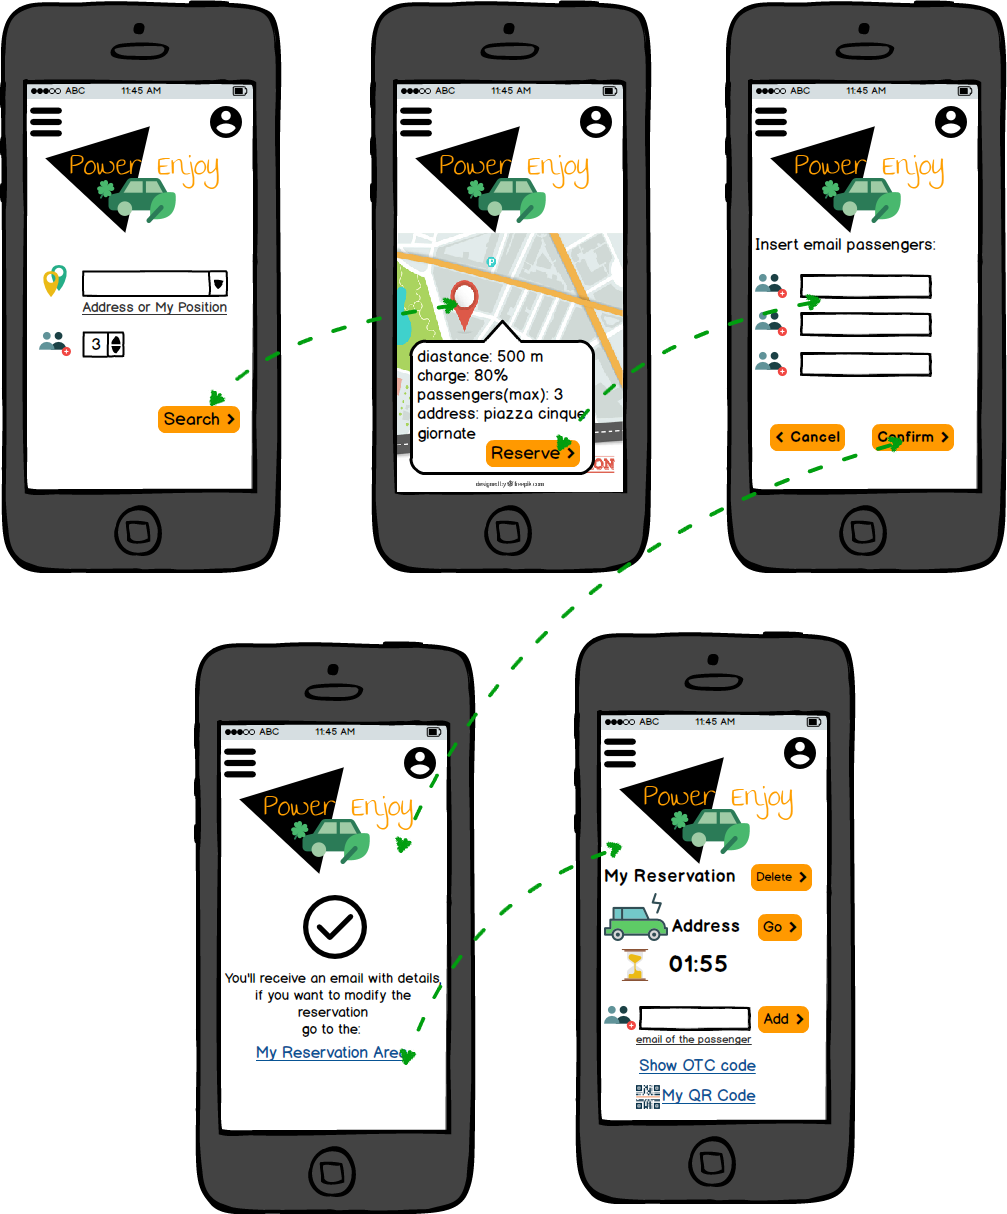 ABC 11:45 AM
Power Enjoy
Address or My Position
3
Search
ABC 11:45 AM
Power Enjoy
P
diastance: 500 m
charge: 80%
passengers(max): 3
address: piazza cinque
giornate
Reserve
ION
designed by freepik.com
ABC 11:45 AM
Power Enjoy
Insert email passengers:
Cancel
Confirm
ABC 11:45 AM
Power Enjoy
You'll receive an email with details,
if you want to modify the
reservation
go to the:
My Reservation Area
ABC 11:45 AM
Power Enjoy
My Reservation
Delete
Address
Go
01:55
Add
email of the passenger
Show OTC code
My QR Code